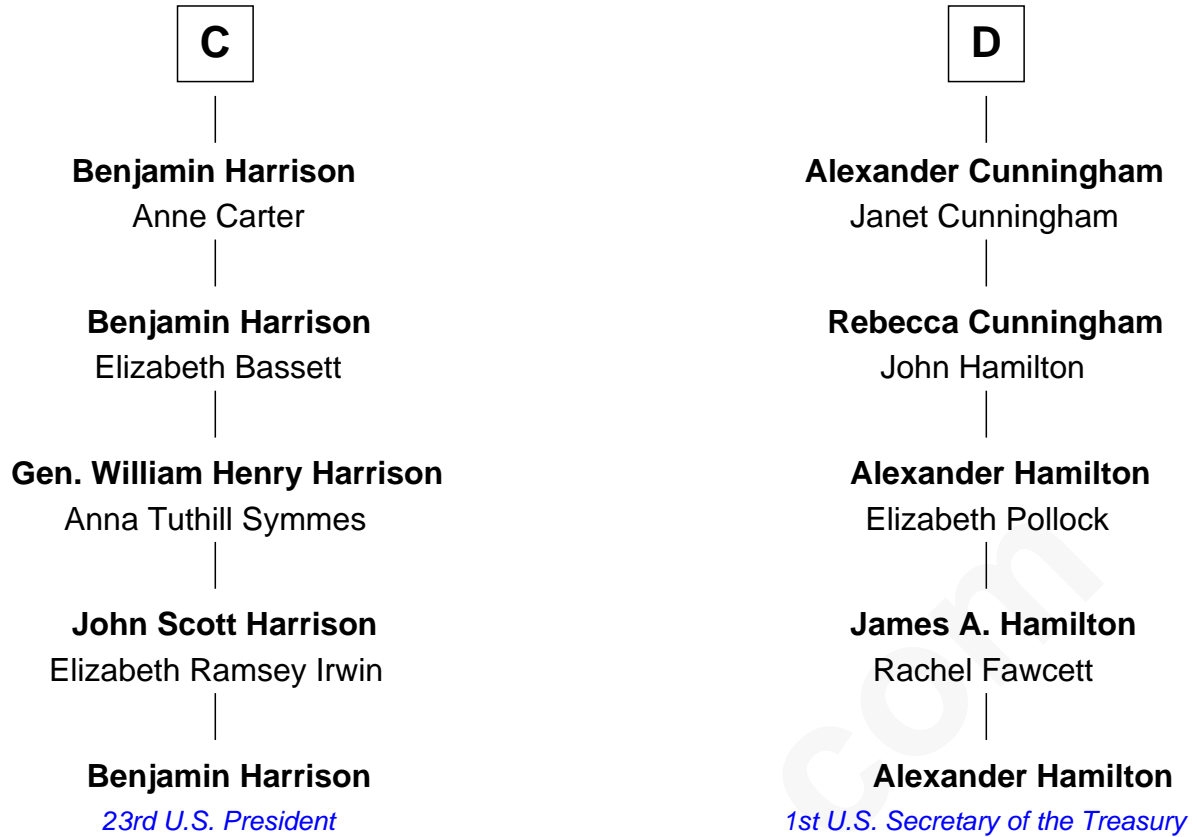 C
Benjamin Harrison
Anne Carter
Benjamin Harrison
Elizabeth Bassett
Gen. William Henry Harrison
Anna Tuthill Symmes
John Scott Harrison
Elizabeth Ramsey Irwin
Benjamin Harrison
23rd U.S. President
D
Alexander Cunningham
Janet Cunningham
Rebecca Cunningham
John Hamilton
Alexander Hamilton
Elizabeth Pollock
James A. Hamilton
Rachel Fawcett
Alexander Hamilton
1st U.S. Secretary of the Treasury
com